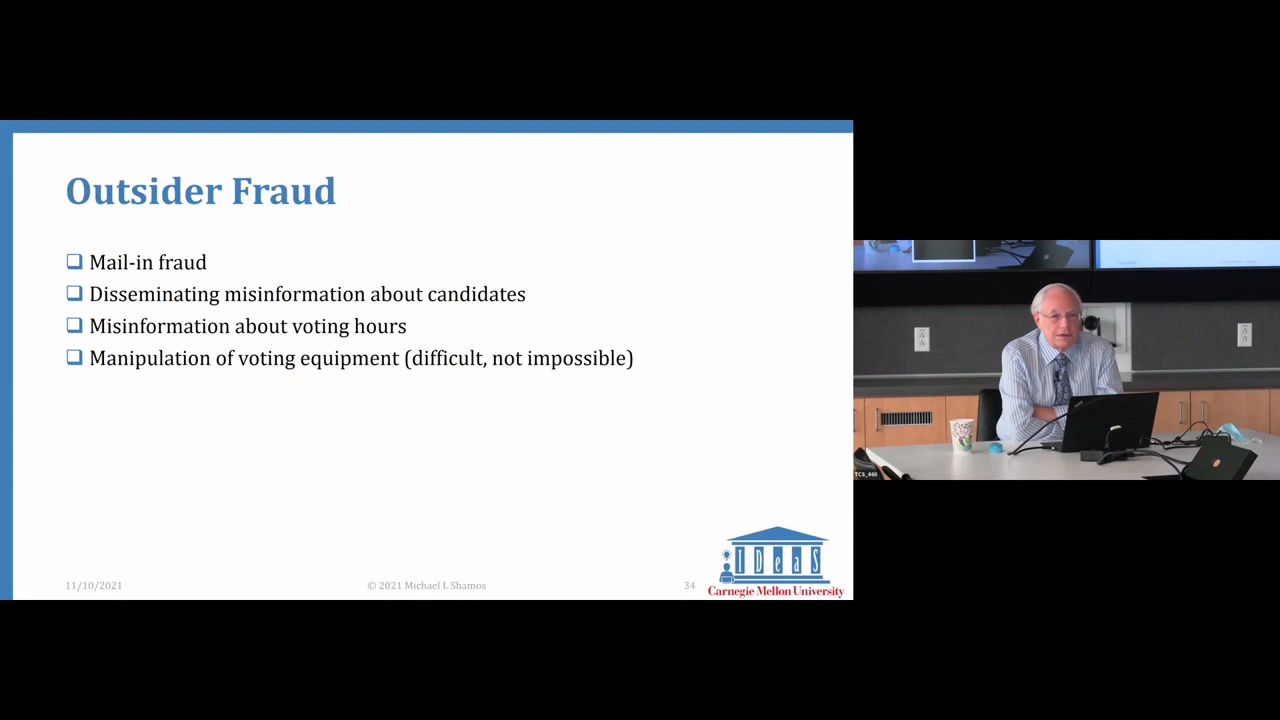 Outsider Fraud
❑ Mail-in fraud
❑ Disseminating misinformation about candidates
❑ Misinformation about voting hours
❑ Manipulation of voting equipment (difficult, not impossible)
IDeaS
Carnegie Mellon University
11/10/2021
© 2021 Michael I. Shamos
34
TCS_460